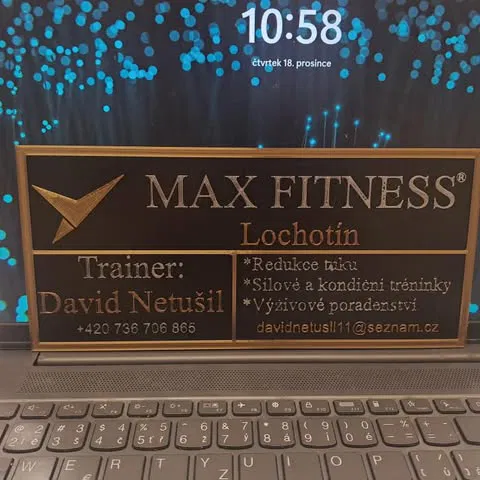 10:58
čtvrtek 18. prosince
MAX FITNESS®
Lochotín
Trainer:
David Netušil
+420 736 706 865
*Redukce tuku
*Silové a kondiční tréninky
*Výživové poradenství
davidnetusil11@seznam.cz
W E R T Y U I O P